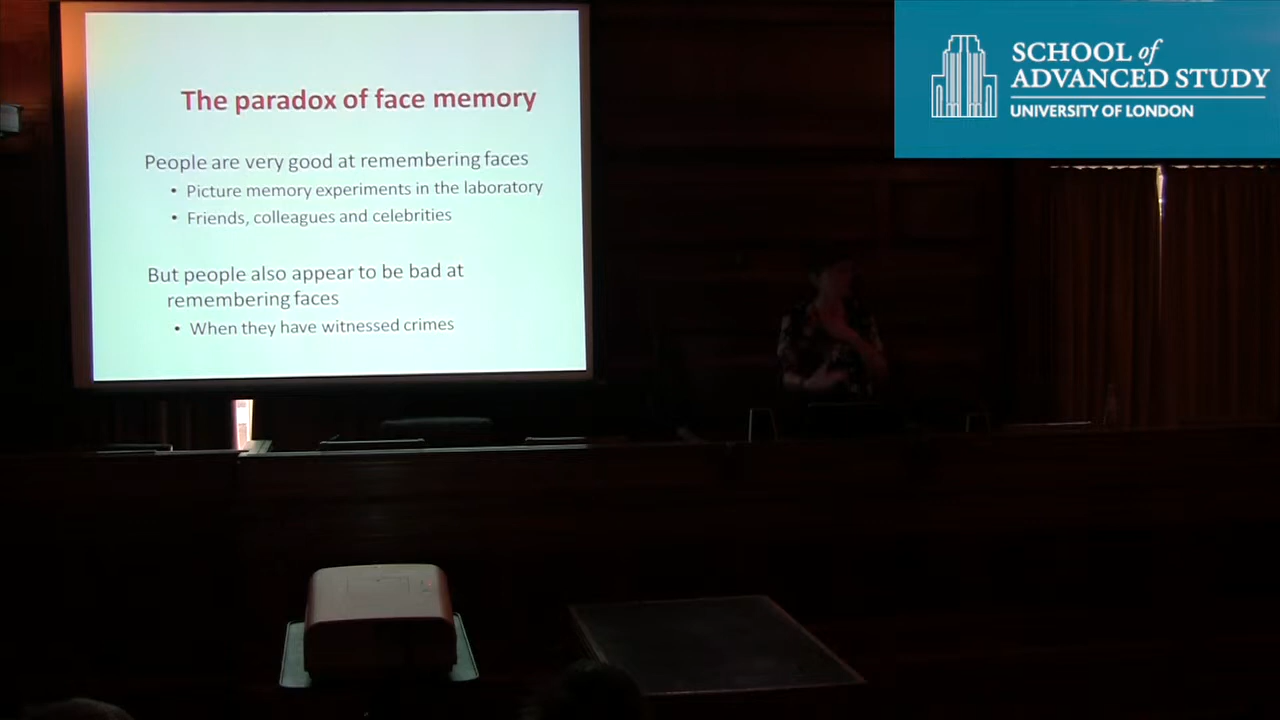 The paradox of face memory
People are very good at remembering faces
• Picture memory experiments in the laboratory
• Friends, colleagues and celebrities
But people also appear to be bad at
remembering faces
• When they have witnessed crimes
SCHOOL of
ADVANCED STUDY
UNIVERSITY OF LONDON